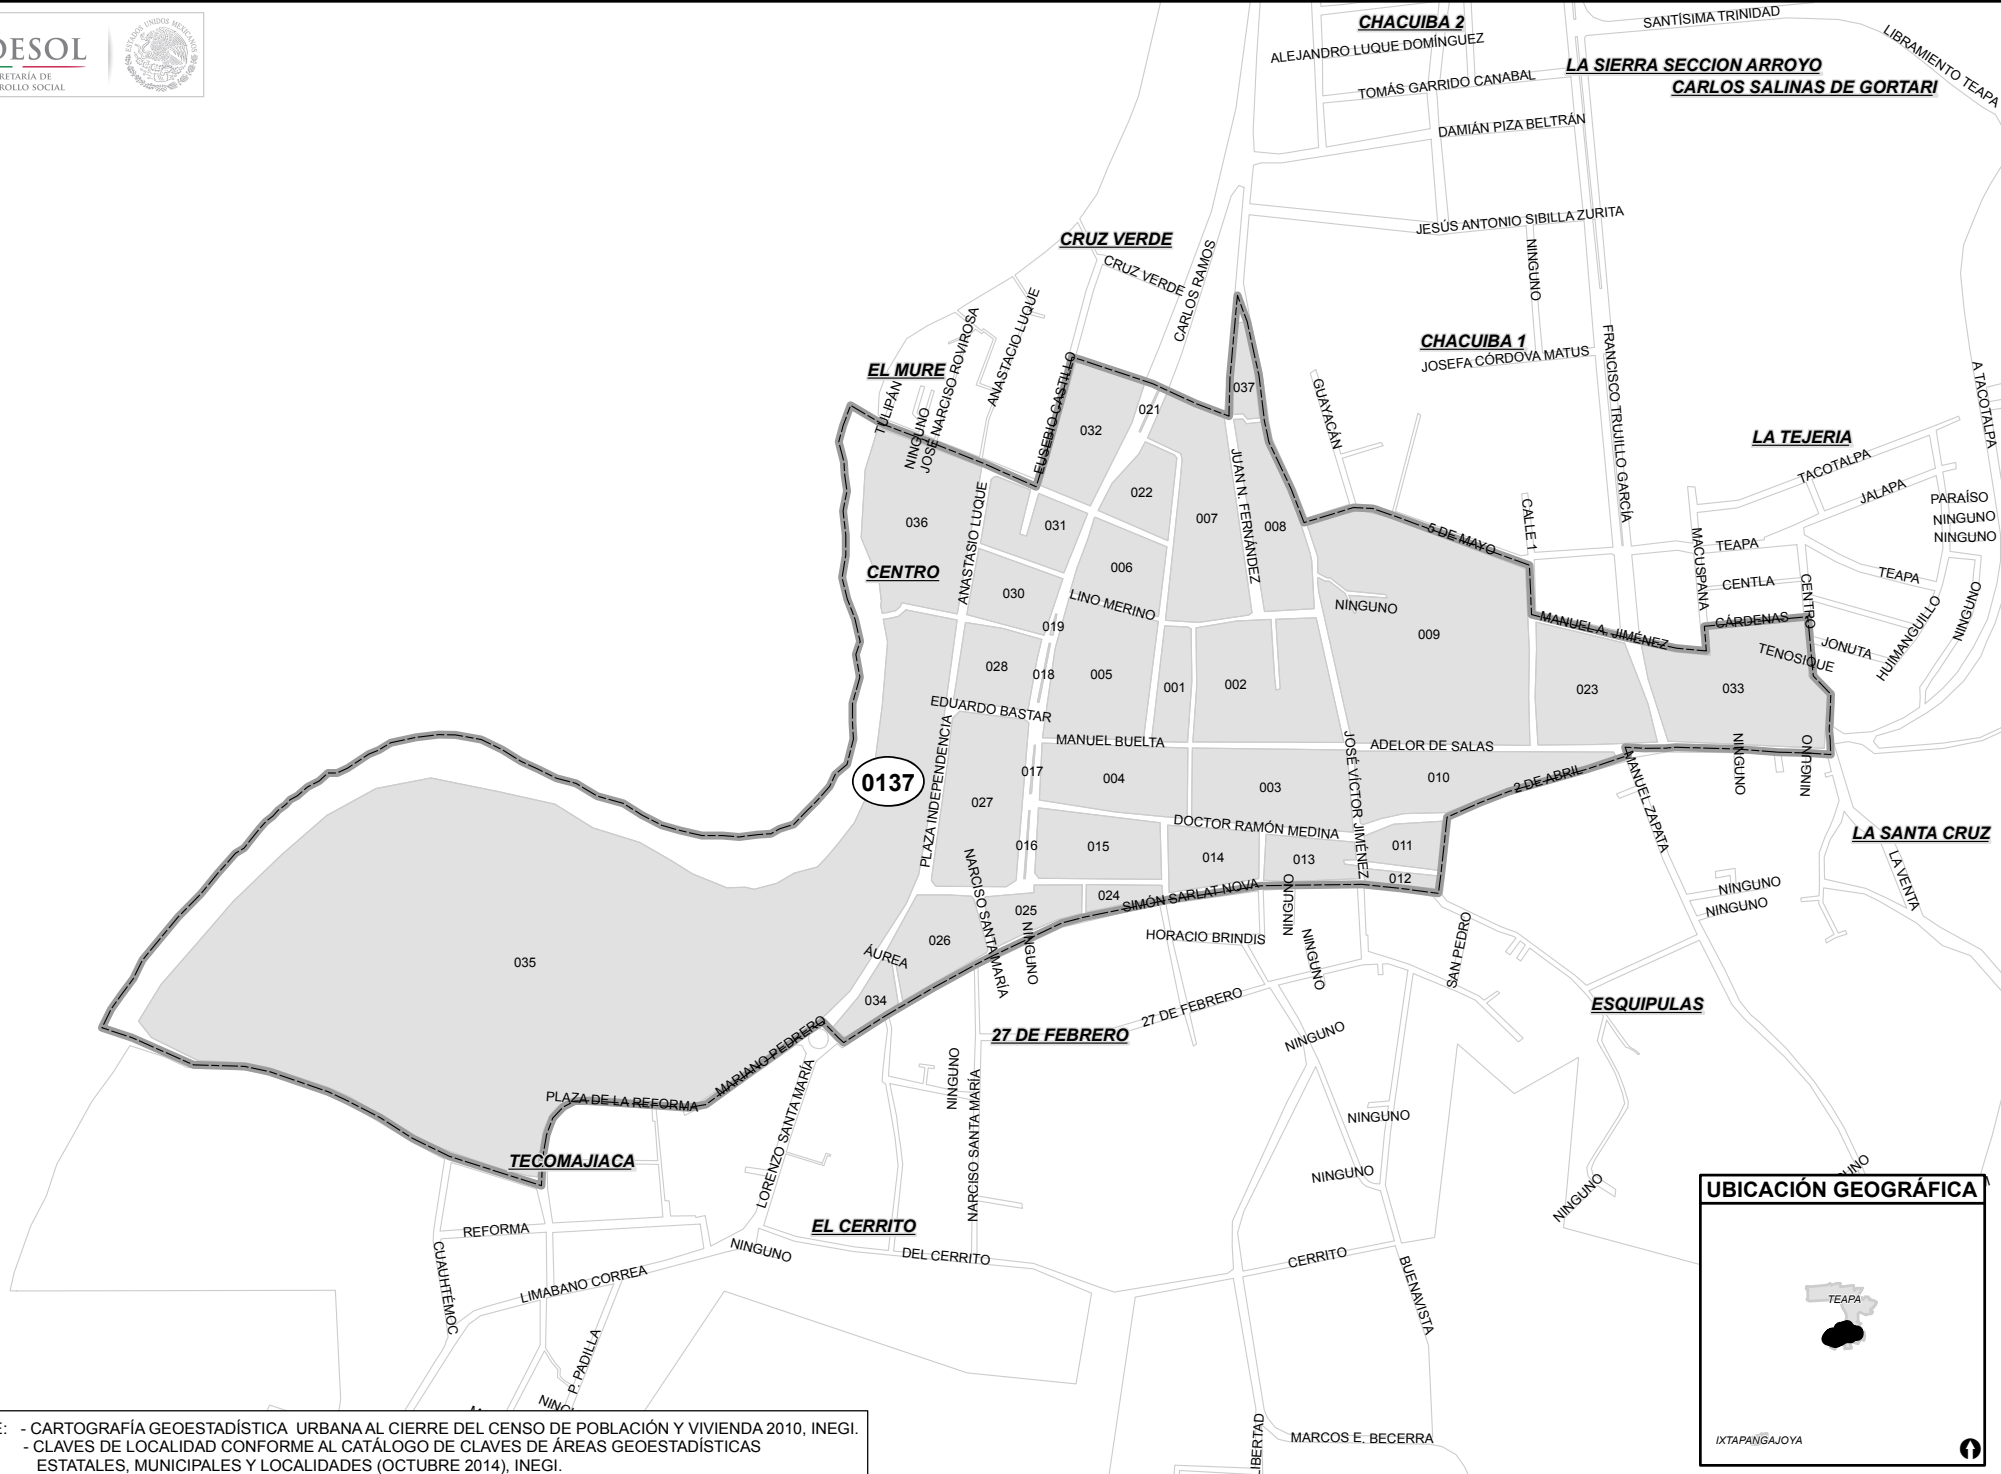 DESOL
RETARÍA DE
ROLLO SOCIAL
ESTADOS UNIDOS MEXICANOS
CHACUIBA 2
SANTÍSIMA TRINIDAD
LIBRAMIENTO TEAPA
ALEJANDRO LUQUE DOMÍNGUEZ
LA SIERRA SECCION ARROYO
CARLOS SALINAS DE GORTARI
TOMÁS GARRIDO CANABAL
DAMIÁN PIZA BELTRÁN
JESÚS ANTONIO SIBILLA ZURITA
NINGUNO
CRUZ VERDE
CRUZ VERDE
CARLOS RAMOS
CHACUIBA 1
JOSEFA CÓRDOVA MATUS
FRANCISCO TRUJILLO GARCÍA
A TACOTALPA
EL MURE
TULIPÁN
NINGUNO
JOSÉ NARCISO ROVIROSA
ANASTACIO LUQUE
EUSEBIO CASTILLO
037
021
032
GUAYACÁN
LA TEJERIA
TACOTALPA
JALAPA
PARAÍSO
NINGUNO
NINGUNO
022
JUAN N. FERNÁNDEZ
007
008
036
031
ANASTASIO LUQUE
5 DE MAYO
CALLE 1
MACUSPANA
TEAPA
CENTLA
CENTRO
TEAPA
HUIMANGUILLO
NINGUNO
CENTRO
006
030
LINO MERINO
NINGUNO
009
MANUEL A. JIMÉNEZ
CÁRDENAS
JONUTA
TENOSIQUE
019
028
018
005
001
002
023
033
EDUARDO BASTAR
MANUEL BUELTA
ADELOR DE SALAS
JOSÉ VÍCTOR JIMÉNEZ
PLAZA INDEPENDENCIA
0137
017
004
003
010
2 DE ABRIL
MANUEL ZAPATA
NINGUNO
NINGUNO
027
DOCTOR RAMÓN MEDINA
016
015
014
013
011
012
LA SANTA CRUZ
LA VENTA
NINGUNO
NINGUNO
NARCISO SANTA MARÍA
024
SIMÓN SARLAT NOVA
NINGUNO
025
NINGUNO
026
HORACIO BRINDIS
NINGUNO
SAN PEDRO
ÁUREA
035
034
27 DE FEBRERO
27 DE FEBRERO
ESQUIPULAS
NINGUNO
MARIANO PEDRERO
PLAZA DE LA REFORMA
LORENZO SANTA MARÍA
NINGUNO
NARCISO SANTA MARÍA
NINGUNO
TECOMAJIACA
NINGUNO
NINGUNO
UNO
REFORMA
EL CERRITO
NINGUNO
DEL CERRITO
CERRITO
BUENAVISTA
CUAUHTÉMOC
LIMABANO CORREA
P. PADILLA
LIBERTAD
MARCOS E. BECERRA
UBICACIÓN GEOGRÁFICA
TEAPA
IXTAPANGAJOYA
E: - CARTOGRAFÍA GEOESTADÍSTICA URBANA AL CIERRE DEL CENSO DE POBLACIÓN Y VIVIENDA 2010, INEGI.
- CLAVES DE LOCALIDAD CONFORME AL CATÁLOGO DE CLAVES DE ÁREAS GEOESTADÍSTICAS
ESTATALES, MUNICIPALES Y LOCALIDADES (OCTUBRE 2014), INEGI.